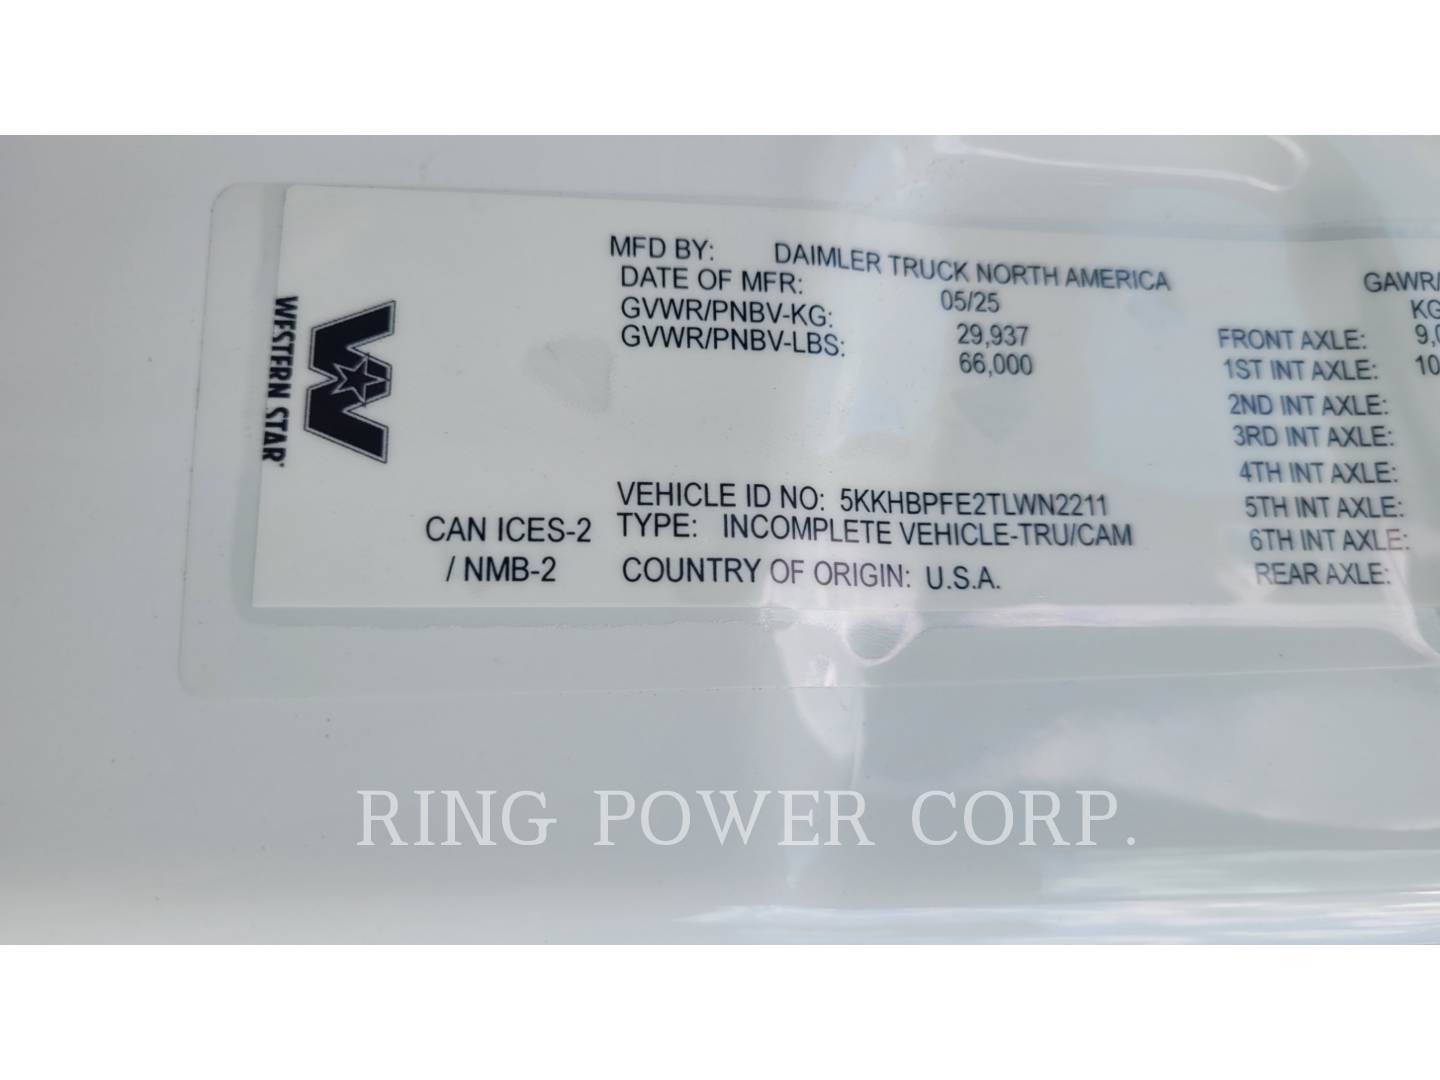 WESTERN STAR
MFD BY: DAIMLER TRUCK NORTH AMERICA
DATE OF MFR: 05/25
GVWR/PNBV-KG: 29,937
GVWR/PNBV-LBS: 66,000
VEHICLE ID NO: 5KKHBPFE2TLWN2211
TYPE: INCOMPLETE VEHICLE-TRU/CAM
COUNTRY OF ORIGIN: U.S.A.
CAN ICES-2
/ NMB-2
GAWR/
KG
FRONT AXLE: 9,0
1ST INT AXLE: 10
2ND INT AXLE:
3RD INT AXLE:
4TH INT AXLE:
5TH INT AXLE:
6TH INT AXLE:
REAR AXLE:
RING POWER CORP.